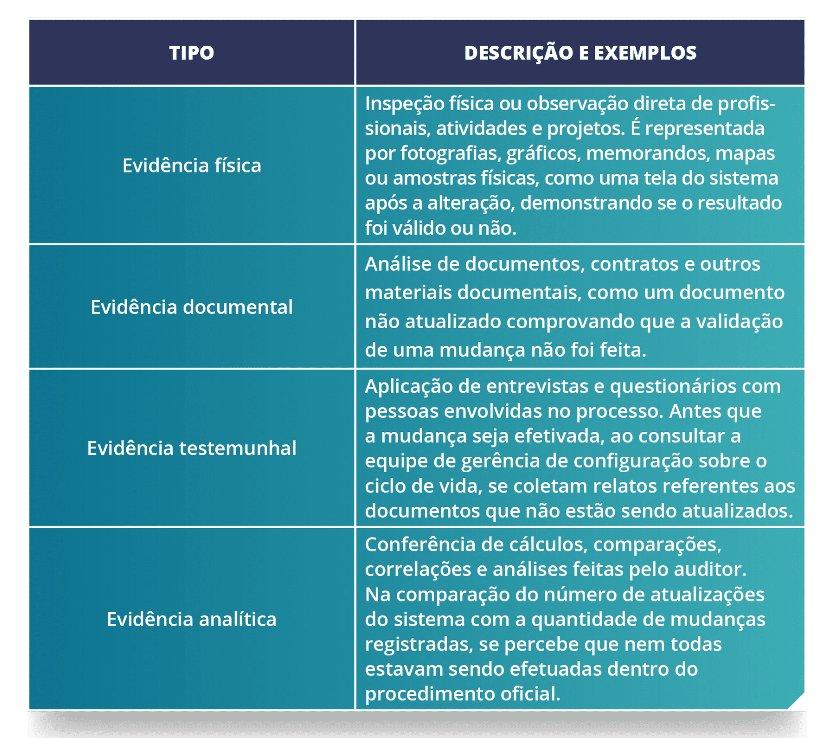 TIPO
DESCRIÇÃO E EXEMPLOS
Evidência física
Inspeção física ou observação direta de profis-
sionais, atividades e projetos. É representada
por fotografias, gráficos, memorandos, mapas
ou amostras físicas, como uma tela do sistema
após a alteração, demonstrando se o resultado
foi válido ou não.
Evidência documental
Análise de documentos, contratos e outros
materiais documentais, como um documento
não atualizado comprovando que a validação
de uma mudança não foi feita.
Evidência testemunhal
Aplicação de entrevistas e questionários com
pessoas envolvidas no processo. Antes que
a mudança seja efetivada, ao consultar a
equipe de gerência de configuração sobre o
ciclo de vida, se coletam relatos referentes aos
documentos que não estão sendo atualizados.
Evidência analítica
Conferência de cálculos, comparações,
correlações e análises feitas pelo auditor.
Na comparação do número de atualizações
do sistema com a quantidade de mudanças
registradas, se percebe que nem todas
estavam sendo efetuadas dentro do
procedimento oficial.